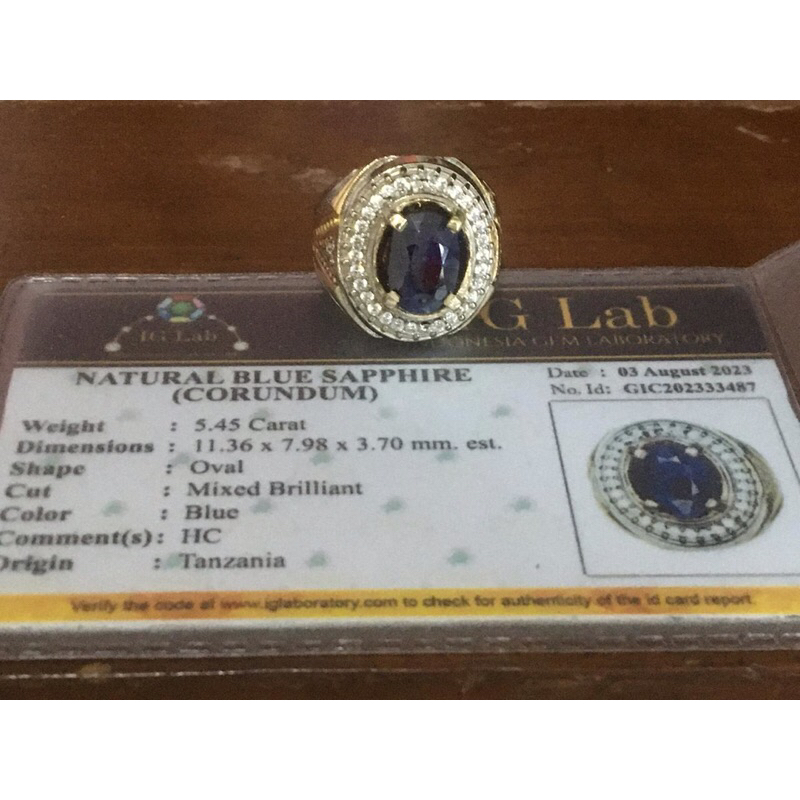 IG Lab
G Lab
GEM LABORATORY
NATURAL BLUE SAPPHIRE
(CORUNDUM)
Date : 03 August 2023
No. Id: GIC202333487
Weight : 5.45 Carat
Dimensions : 11.36 x 7.98 x 3.70 mm. est.
Shape : Oval
Cut : Mixed Brilliant
Color : Blue
Comment(s): HC
Origin : Tanzania
Verify the code at www.iglaboratory.com to check for authenticity of the id card report.